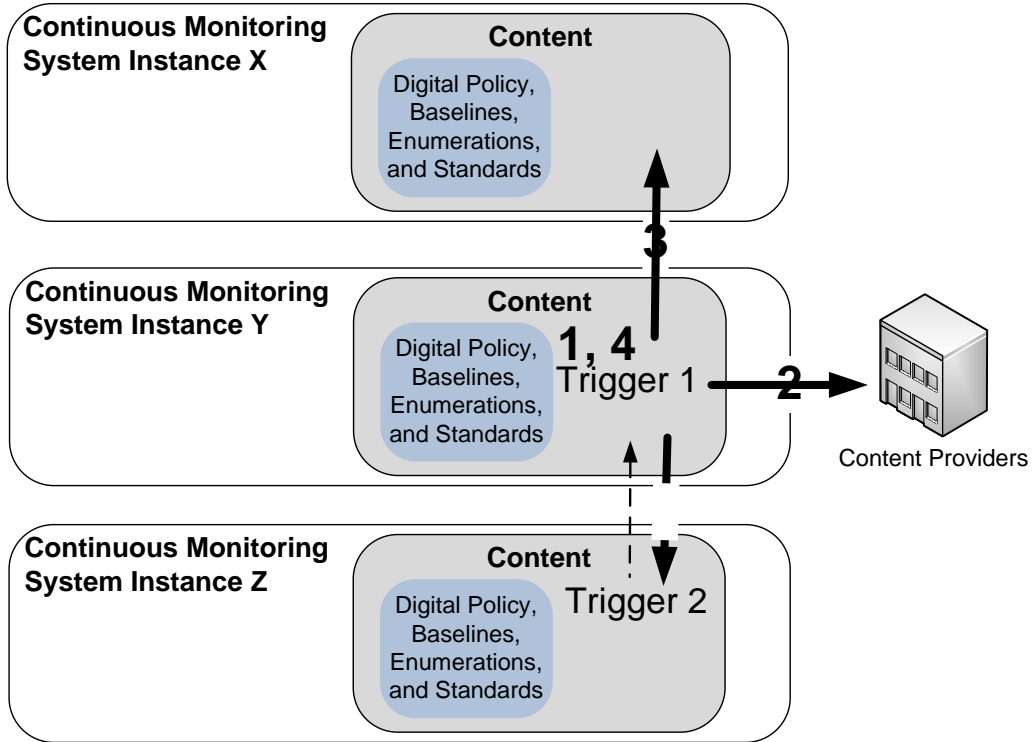 Continuous Monitoring
System Instance X
Content
Digital Policy,
Baselines,
Enumerations,
and Standards
3
Continuous Monitoring
System Instance Y
Content
Digital Policy,
Baselines,
Enumerations,
and Standards
1, 4
Trigger 1
2
Content Providers
Continuous Monitoring
System Instance Z
Content
Digital Policy,
Baselines,
Enumerations,
and Standards
Trigger 2